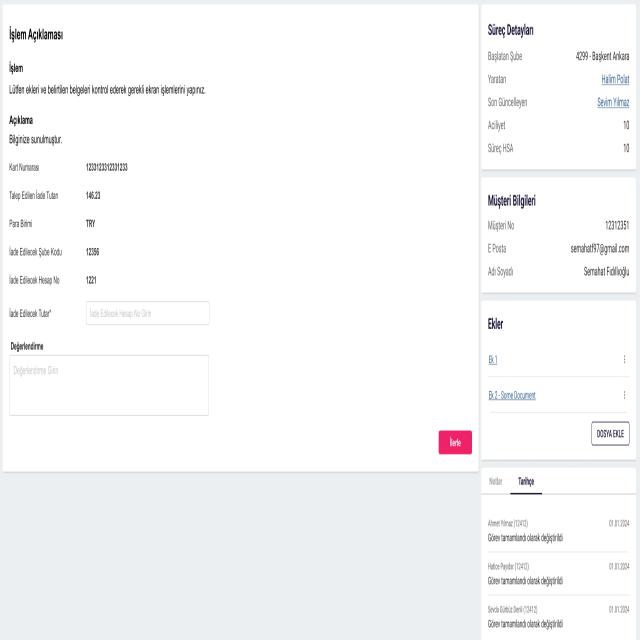 İşlem Açıklaması
İşlem
Lütfen ekleri ve belirtilen belgeleri kontrol ederek gerekli ekran işlemlerini yapınız.
Açıklama
Bilginize sunulmuştur.
Kart Numarası 1233123312331233
Talep Edilen İade Tutarı 146.23
Para Birimi TRY
İade Edilecek Şube Kodu 12356
İade Edilecek Hesap No 1221
İade Edilecek Tutar* İade Edilecek Hesap No Girin
Değerlendirme
Değerlendirme Girin
İlerle
Süreç Detayları
Başlatan Şube 4299 - Başkent Ankara
Yaratan Halim Polat
Son Güncelleyen Sevim Yılmaz
Aciliyet 10
Süreç HSA 10
Müşteri Bilgileri
Müşteri No 12312351
E Posta semahatf97@gmail.com
Adı Soyadı Semahat Fıdıllıoğlu
Ekler
Ek 1
Ek 2 - Some Document
DOSYA EKLE
Notlar Tarihçe
Ahmet Yılmaz (12412) 01.01.2024
Görev tamamlandı olarak değiştirildi
Hatice Payidar (12412) 01.01.2024
Görev tamamlandı olarak değiştirildi
Sevda Gürbüz Denli (12412) 01.01.2024
Görev tamamlandı olarak değiştirildi